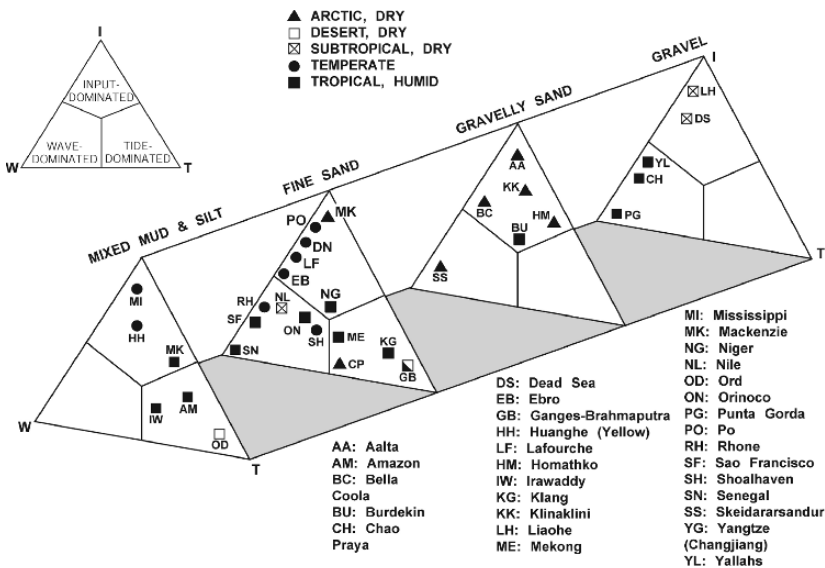 ▲ ARCTIC, DRY
□ DESERT, DRY
⊠ SUBTROPICAL, DRY
● TEMPERATE
■ TROPICAL, HUMID
I
INPUT-
DOMINATED
WAVE-
DOMINATED
TIDE-
DOMINATED
W
T
MIXED MUD & SILT
FINE SAND
GRAVELLY SAND
GRAVEL
I
LH
DS
YL
CH
PG
T
AA
KK
BC
HM
BU
SS
MK
PO
DN
LF
EB
RH
NL
NG
SF
ON
SH
SN
ME
KG
CP
GB
MI
HH
MK
IW
AM
OD
W
T
AA: Aalta
AM: Amazon
BC: Bella
Coola
BU: Burdekin
CH: Chao
Praya
DS: Dead Sea
EB: Ebro
GB: Ganges-Brahmaputra
HH: Huanghe (Yellow)
LF: Lafourche
HM: Homathko
IW: Irawaddy
KG: Klang
KK: Klinaklini
LH: Liaohe
ME: Mekong
MI: Mississippi
MK: Mackenzie
NG: Niger
NL: Nile
OD: Ord
ON: Orinoco
PG: Punta Gorda
PO: Po
RH: Rhone
SF: Sao Francisco
SH: Shoalhaven
SN: Senegal
SS: Skeidararsandur
YG: Yangtze
(Changjiang)
YL: Yallahs